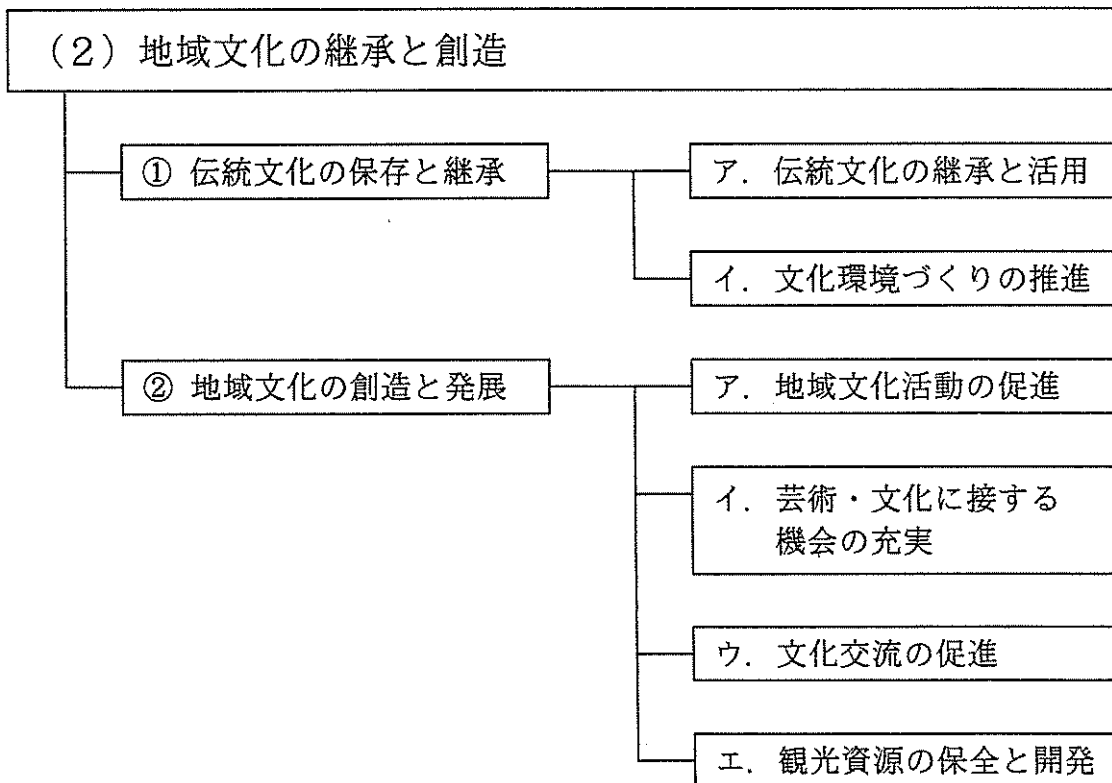 (2)地域文化の継承と創造
① 伝統文化の保存と継承
ア．伝統文化の継承と活用
イ．文化環境づくりの推進
② 地域文化の創造と発展
ア．地域文化活動の促進
イ．芸術・文化に接する
機会の充実
ウ．文化交流の促進
エ．観光資源の保全と開発